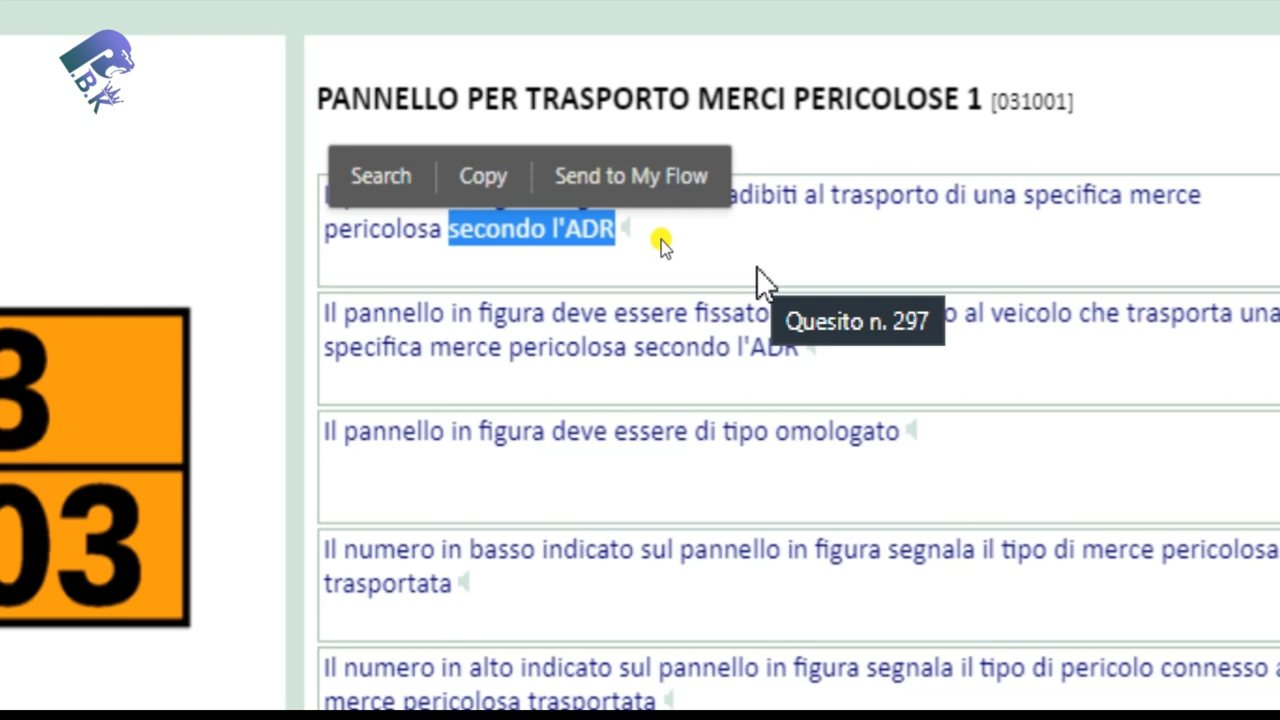 .B.K
PANNELLO PER TRASPORTO MERCI PERICOLOSE 1 [031001]
Search Copy Send to My Flow
adibiti al trasporto di una specifica merce
pericolosa secondo l'ADR
Il pannello in figura deve essere fissato o al veicolo che trasporta una
Quesito n. 297
specifica merce pericolosa secondo l'ADR
Il pannello in figura deve essere di tipo omologato
Il numero in basso indicato sul pannello in figura segnala il tipo di merce pericolosa
trasportata
Il numero in alto indicato sul pannello in figura segnala il tipo di pericolo connesso a
merce pericolosa trasportata
3
03